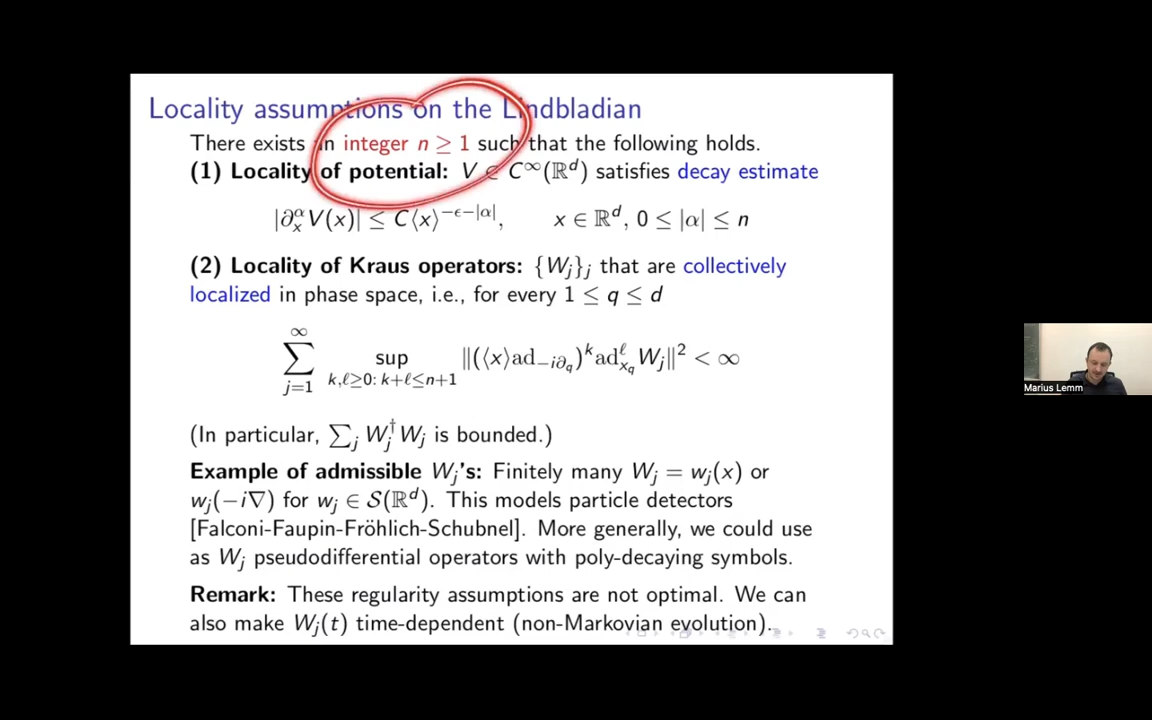 Locality assumptions on the Lindbladian
There exists an integer n ≥ 1 such that the following holds.
(1) Locality of potential: V ∈ C^∞(ℝ^d) satisfies decay estimate
|∂_x^α V(x)| ≤ C⟨x⟩^{−ϵ−|α|}, x ∈ ℝ^d, 0 ≤ |α| ≤ n
(2) Locality of Kraus operators: {W_j}_j that are collectively
localized in phase space, i.e., for every 1 ≤ q ≤ d
∑_{j=1}^∞ sup_{k,ℓ≥0: k+ℓ≤n+1} ‖(⟨x⟩ad_{−i∂_q})^k ad_{x_q}^ℓ W_j‖² < ∞
(In particular, ∑_j W_j^† W_j is bounded.)
Example of admissible W_j's: Finitely many W_j = w_j(x) or
w_j(−i∇) for w_j ∈ 𝒮(ℝ^d). This models particle detectors
[Falconi-Faupin-Fröhlich-Schubnel]. More generally, we could use
as W_j pseudodifferential operators with poly-decaying symbols.
Remark: These regularity assumptions are not optimal. We can
also make W_j(t) time-dependent (non-Markovian evolution).
Marius Lemm